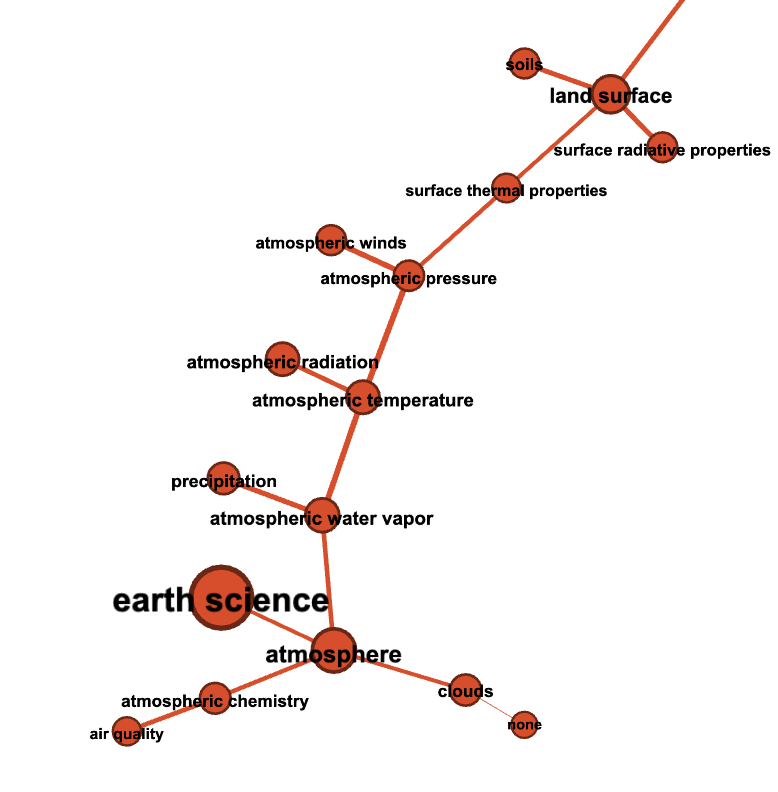 soils
land surface
surface radiative properties
surface thermal properties
atmospheric winds
atmospheric pressure
atmospheric radiation
atmospheric temperature
precipitation
atmospheric water vapor
earth science
atmosphere
clouds
atmospheric chemistry
none
air quality